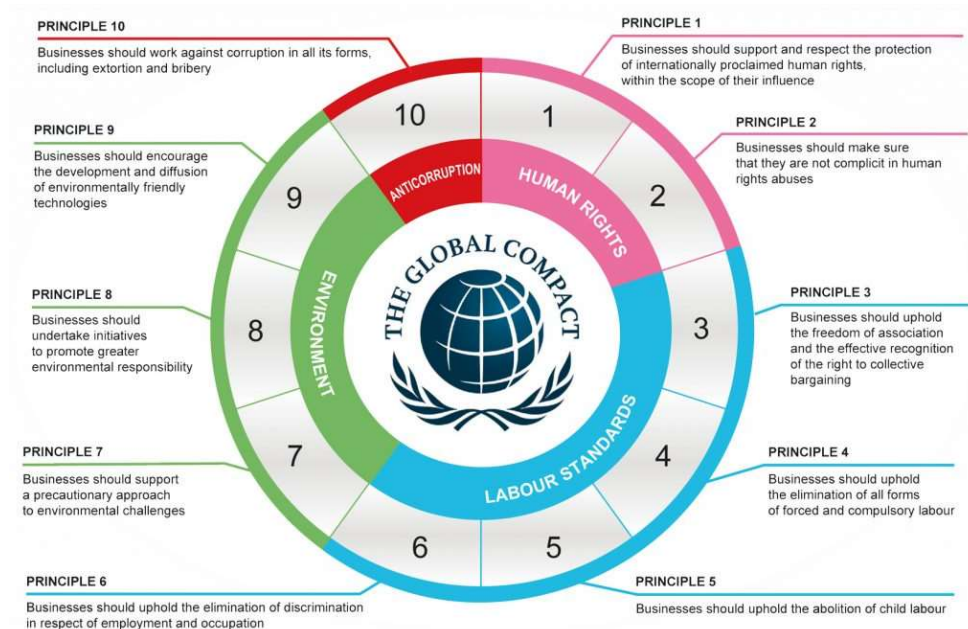 PRINCIPLE 10
Businesses should work against corruption in all its forms,
including extortion and bribery
PRINCIPLE 1
Businesses should support and respect the protection
of internationally proclaimed human rights,
within the scope of their influence
PRINCIPLE 9
Businesses should encourage
the development and diffusion
of environmentally friendly
technologies
PRINCIPLE 2
Businesses should make sure
that they are not complicit in human
rights abuses
PRINCIPLE 8
Businesses should
undertake initiatives
to promote greater
environmental responsibility
PRINCIPLE 3
Businesses should uphold
the freedom of association
and the effective recognition
of the right to collective
bargaining
PRINCIPLE 7
Businesses should support
a precautionary approach
to environmental challenges
PRINCIPLE 4
Businesses should uphold
the elimination of all forms
of forced and compulsory labour
PRINCIPLE 6
Businesses should uphold the elimination of discrimination
in respect of employment and occupation
PRINCIPLE 5
Businesses should uphold the abolition of child labour
10
1
9
2
8
3
7
4
6
5
ANTICORRUPTION
HUMAN RIGHTS
ENVIRONMENT
LABOUR STANDARDS
THE GLOBAL COMPACT